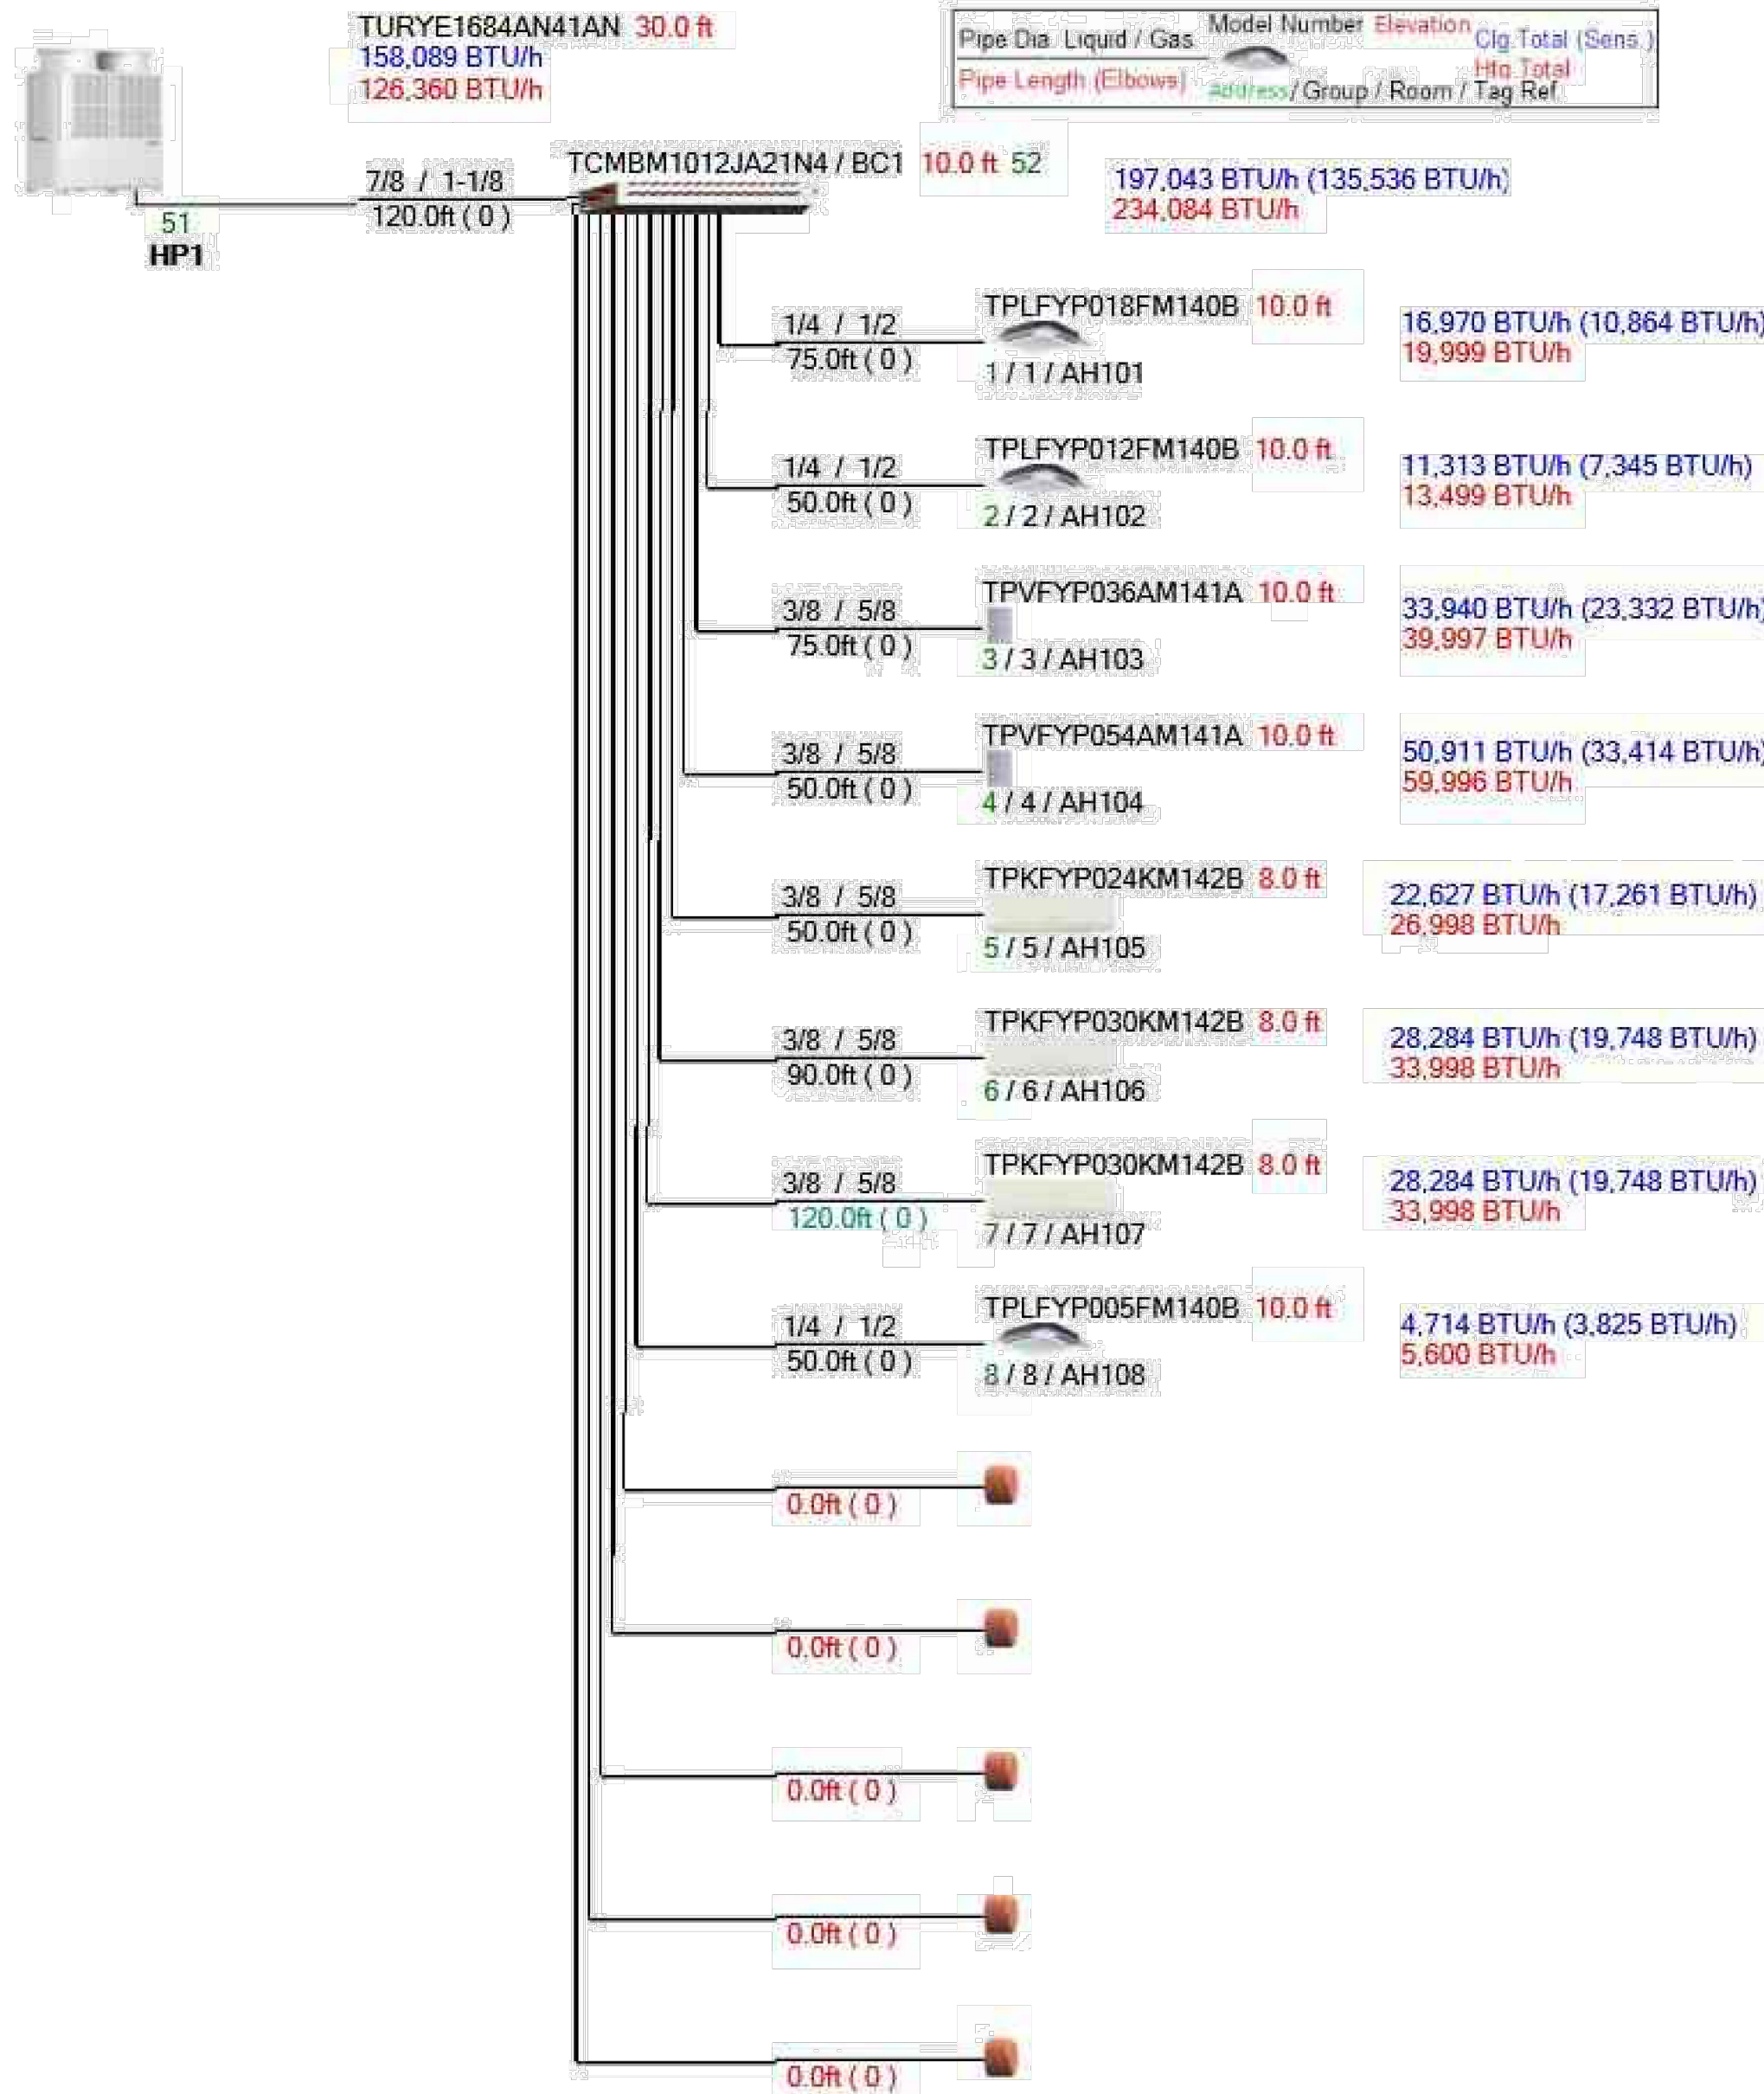 TURYE1684AN41AN 30.0 ft
158,089 BTU/h
126,360 BTU/h
Pipe Dia. Liquid / Gas Model Number Elevation Clg Total (Sens.)
Htg Total
Pipe Length (Elbows) Address / Group / Room / Tag Ref
7/8 / 1-1/8
120.0ft ( 0 )
51
HP1
TCMBM1012JA21N4 / BC1 10.0 ft 52
197,043 BTU/h (135,536 BTU/h)
234,084 BTU/h
1/4 / 1/2
75.0ft ( 0 )
TPLFYP018FM140B 10.0 ft
1 / 1 / AH101
16,970 BTU/h (10,864 BTU/h)
19,999 BTU/h
1/4 / 1/2
50.0ft ( 0 )
TPLFYP012FM140B 10.0 ft
2 / 2 / AH102
11,313 BTU/h (7,345 BTU/h)
13,499 BTU/h
3/8 / 5/8
75.0ft ( 0 )
TPVFYP036AM141A 10.0 ft
3 / 3 / AH103
33,940 BTU/h (23,332 BTU/h)
39,997 BTU/h
3/8 / 5/8
50.0ft ( 0 )
TPVFYP054AM141A 10.0 ft
4 / 4 / AH104
50,911 BTU/h (33,414 BTU/h)
59,996 BTU/h
3/8 / 5/8
50.0ft ( 0 )
TPKFYP024KM142B 8.0 ft
5 / 5 / AH105
22,627 BTU/h (17,261 BTU/h)
26,998 BTU/h
3/8 / 5/8
90.0ft ( 0 )
TPKFYP030KM142B 8.0 ft
6 / 6 / AH106
28,284 BTU/h (19,748 BTU/h)
33,998 BTU/h
3/8 / 5/8
120.0ft ( 0 )
TPKFYP030KM142B 8.0 ft
7 / 7 / AH107
28,284 BTU/h (19,748 BTU/h)
33,998 BTU/h
1/4 / 1/2
50.0ft ( 0 )
TPLFYP005FM140B 10.0 ft
8 / 8 / AH108
4,714 BTU/h (3,825 BTU/h)
5,600 BTU/h
0.0ft ( 0 )
0.0ft ( 0 )
0.0ft ( 0 )
0.0ft ( 0 )
0.0ft ( 0 )